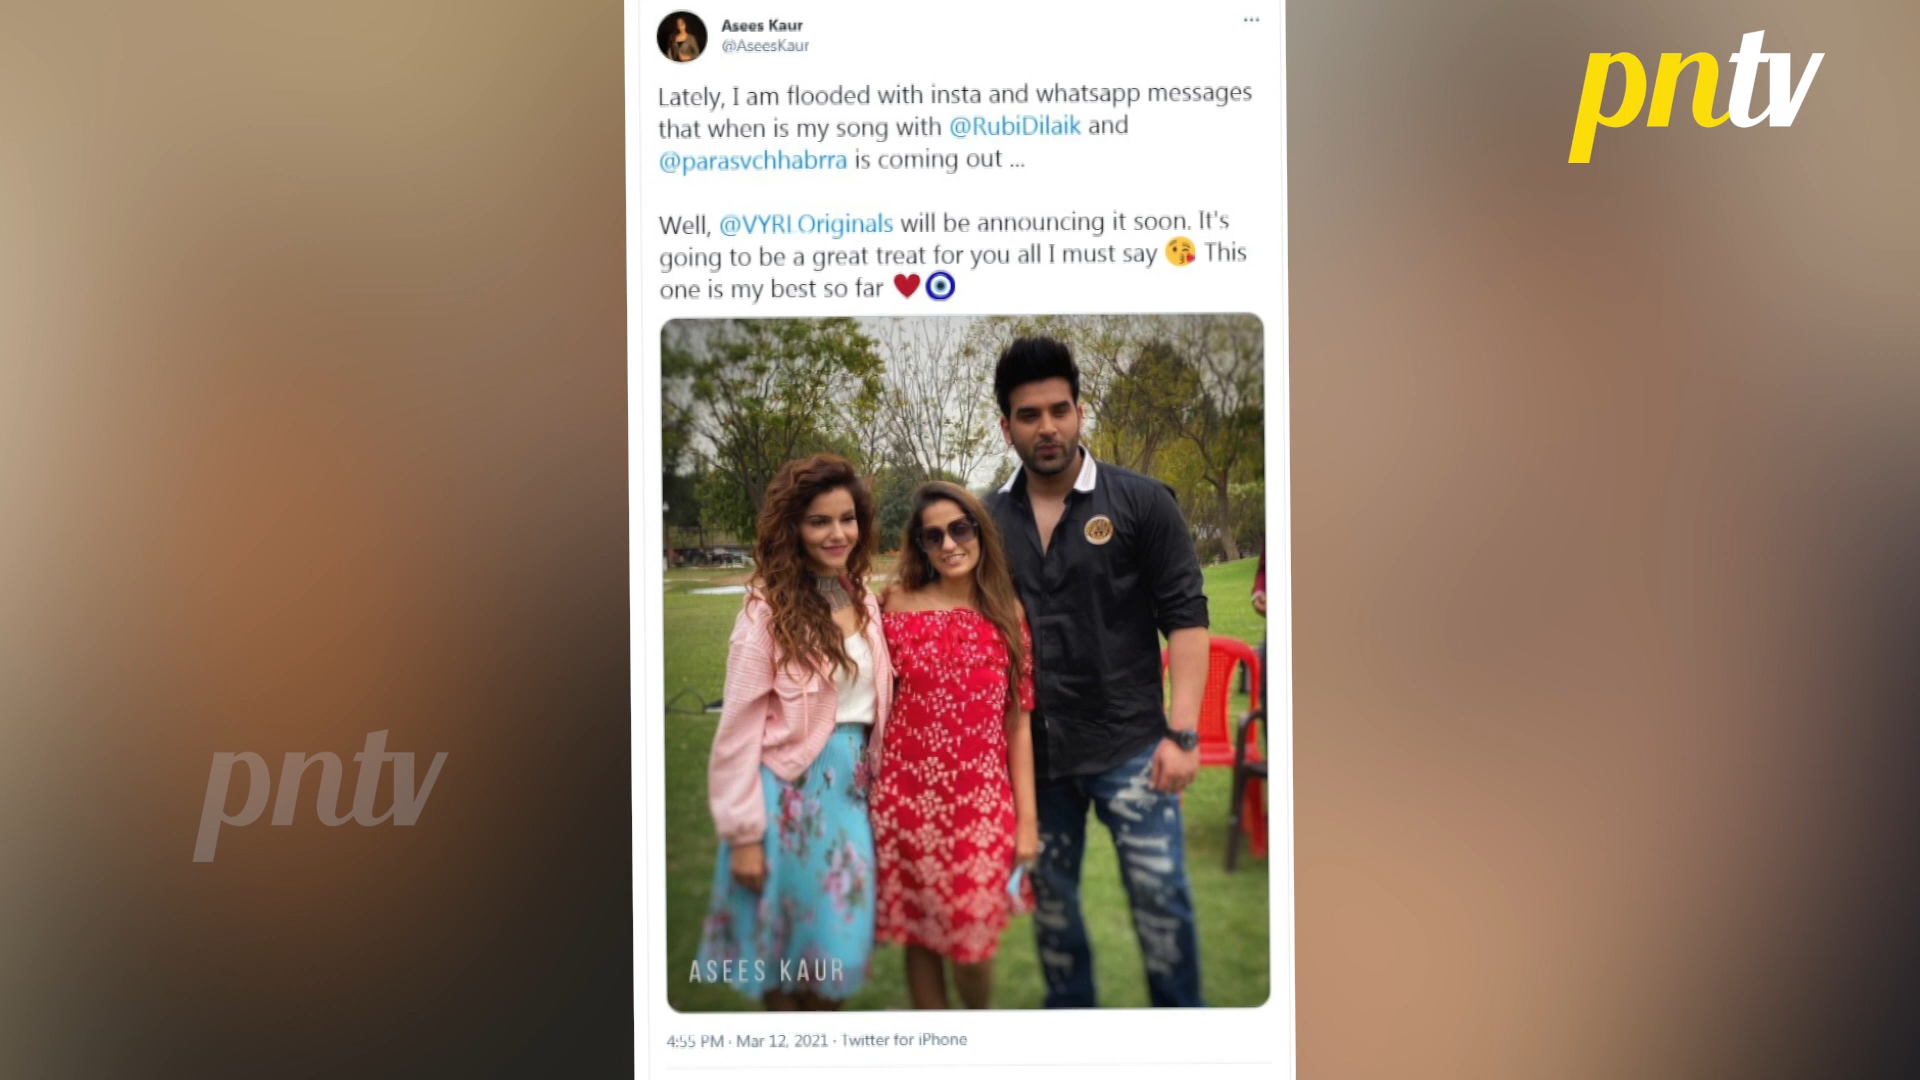 Asees Kaur
@AseesKaur
pntv
Lately, I am flooded with insta and whatsapp messages
that when is my song with @RubiDilaik and
@parasvchhabrra is coming out ...
Well, @VYRLOriginals will be announcing it soon. It's
going to be a great treat for you all I must say 😘 This
one is my best so far ❤️🧿
pntv
ASEES KAUR
4:55 PM · Mar 12, 2021 · Twitter for iPhone